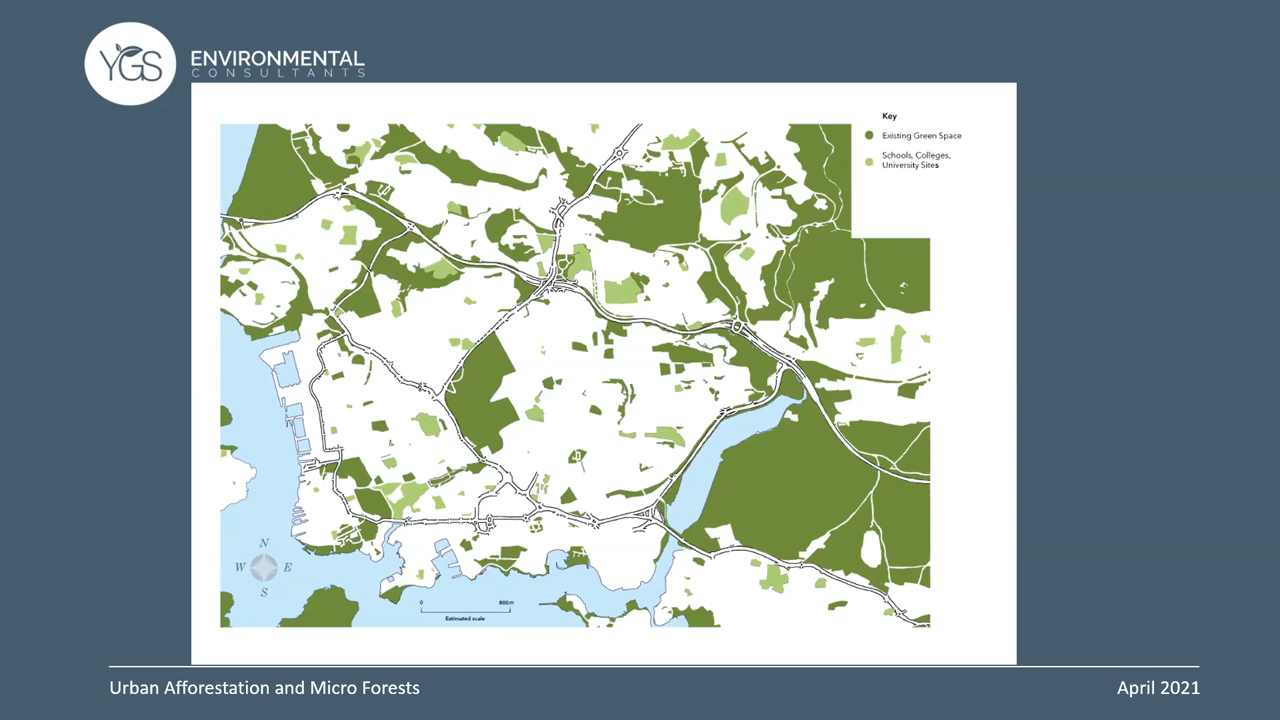 YGS
ENVIRONMENTAL
CONSULTANTS
Key
Existing Green Space
Schools, Colleges,
University Sites
N
W E
S
0 800m
Estimated scale
Urban Afforestation and Micro Forests
April 2021